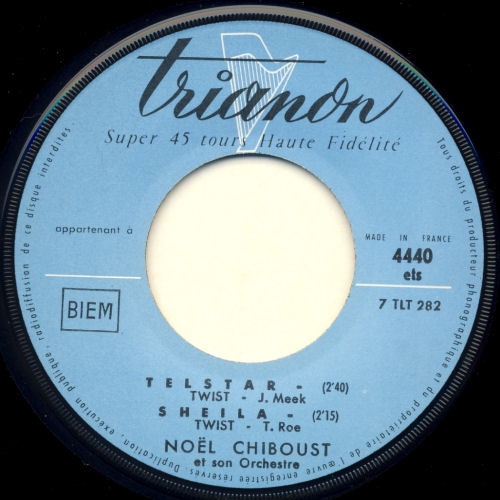 trianon
Super 45 tours Haute Fidélité
Tous droits du producteur phonographique et du propriétaire de l'œuvre enregistrée réservés. Reproduction, exécution publique, radiodiffusion de ce disque interdites
appartenant à
MADE IN FRANCE
4440
ets
7 TLT 282
BIEM
TELSTAR - (2'40)
TWIST - J. Meek
SHEILA - (2'15)
TWIST - T. Roe
NOËL CHIBOUST
et son Orchestre